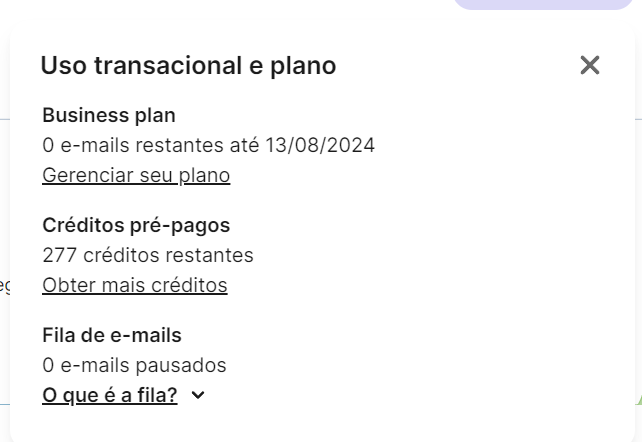 Uso transacional e plano
Business plan
0 e-mails restantes até 13/08/2024
Gerenciar seu plano
Créditos pré-pagos
277 créditos restantes
Obter mais créditos
Fila de e-mails
0 e-mails pausados
O que é a fila?